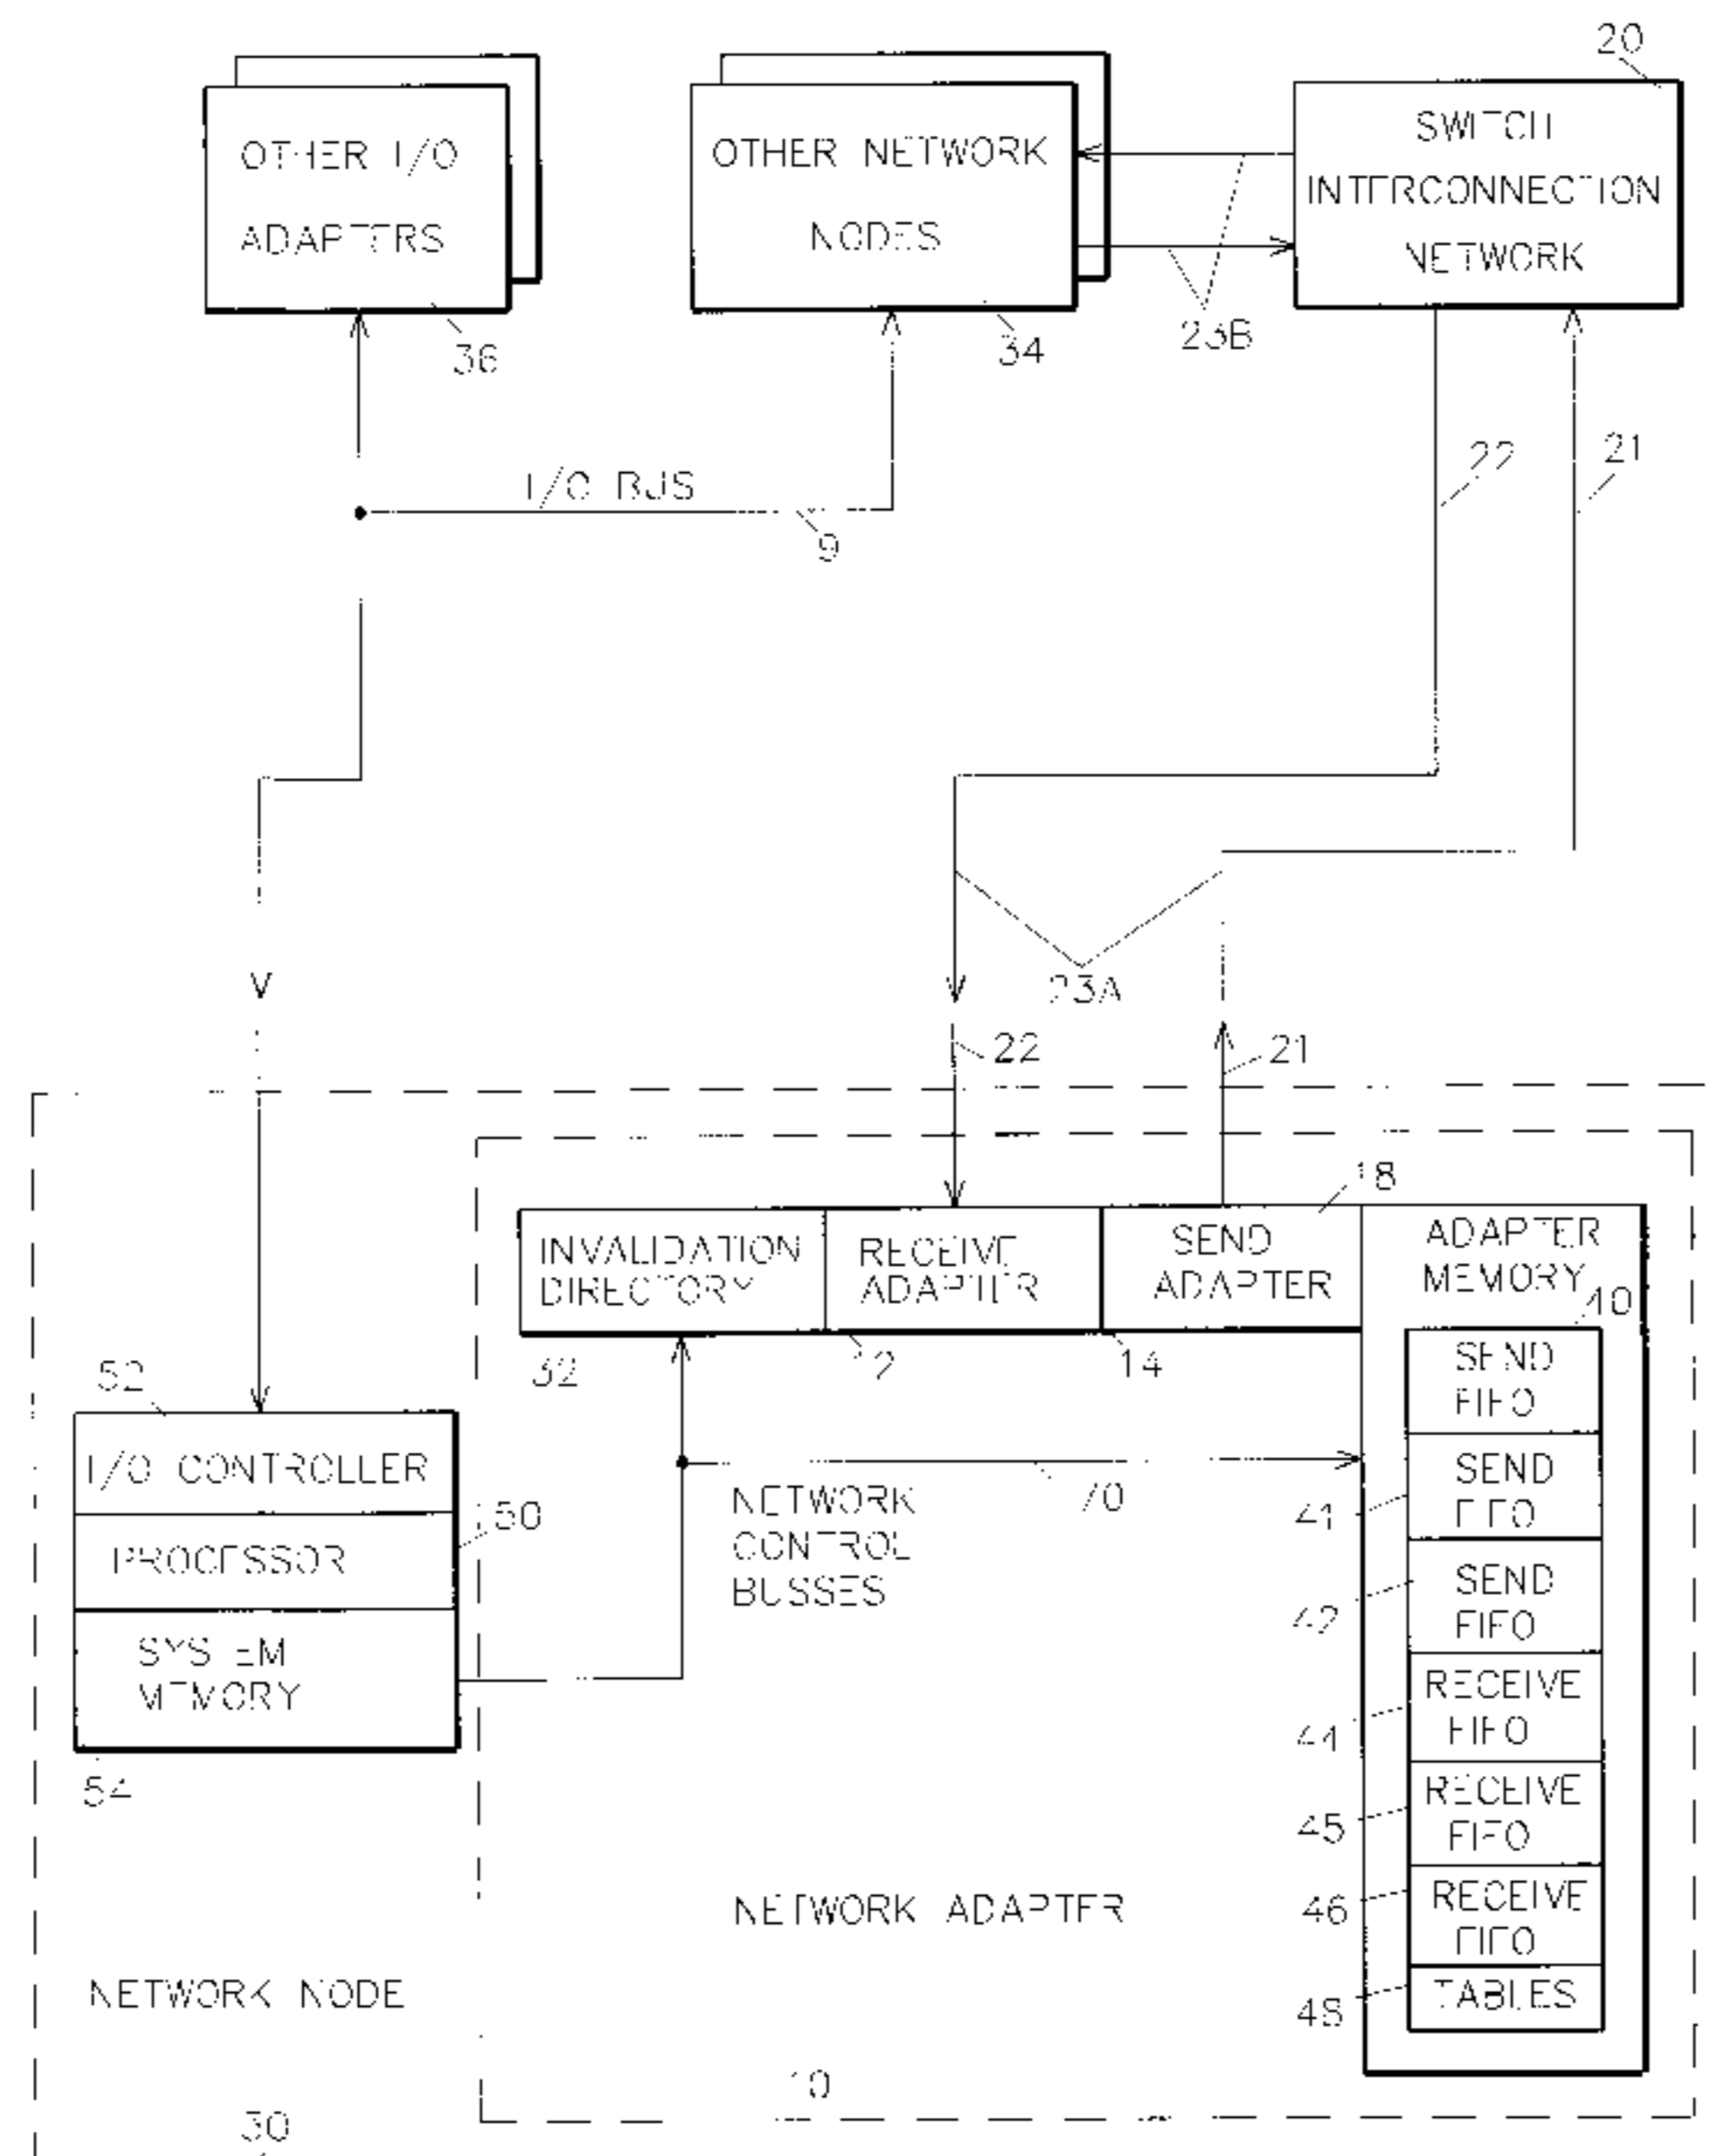 20
OTHER I/O
ADAPTERS
36
OTHER NETWORK
NODES
34
23B
SWITCH
INTERCONNECTION
NETWORK
22
21
I/O BUS
9
23A
22
21
18
INVALIDATION
DIRECTORY
32
RECEIVE
ADAPTER
12
SEND
ADAPTER
14
ADAPTER
MEMORY
40
SEND
FIFO
SEND
FIFO
41
SEND
FIFO
42
RECEIVE
FIFO
44
RECEIVE
FIFO
45
RECEIVE
FIFO
46
TABLES
48
52
I/O CONTROLLER
PROCESSOR
50
SYSTEM
MEMORY
54
NETWORK
CONTROL
BUSSES
70
NETWORK ADAPTER
10
NETWORK NODE
30